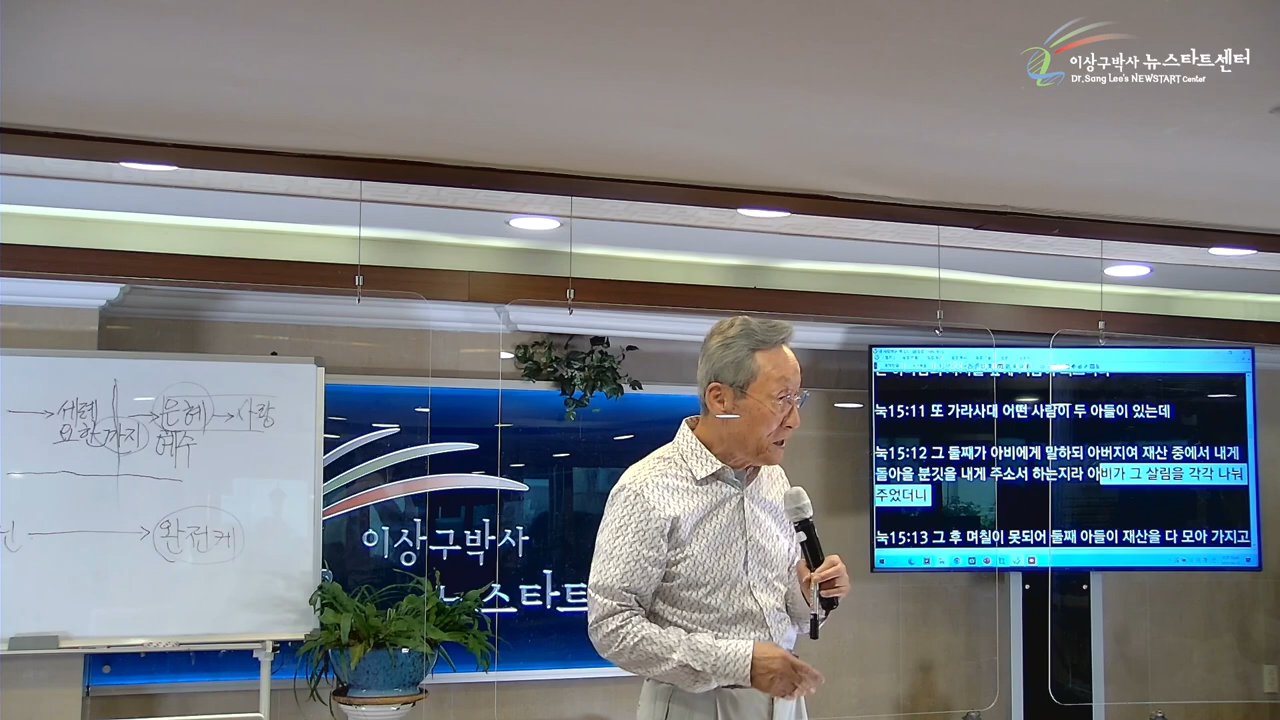 이상구박사 뉴스타트센터
Dr. Sang Lee's NEWSTART Center
→ 세례 → 은혜 → 사랑
요한까지 예수
→ 완전케
이상구박사
뉴스타트
눅15:11 또 가라사대 어떤 사람이 두 아들이 있는데
눅15:12 그 둘째가 아비에게 말하되 아버지여 재산 중에서 내게
돌아올 분깃을 내게 주소서 하는지라 아비가 그 살림을 각각 나눠
주었더니
눅15:13 그 후 며칠이 못되어 둘째 아들이 재산을 다 모아 가지고